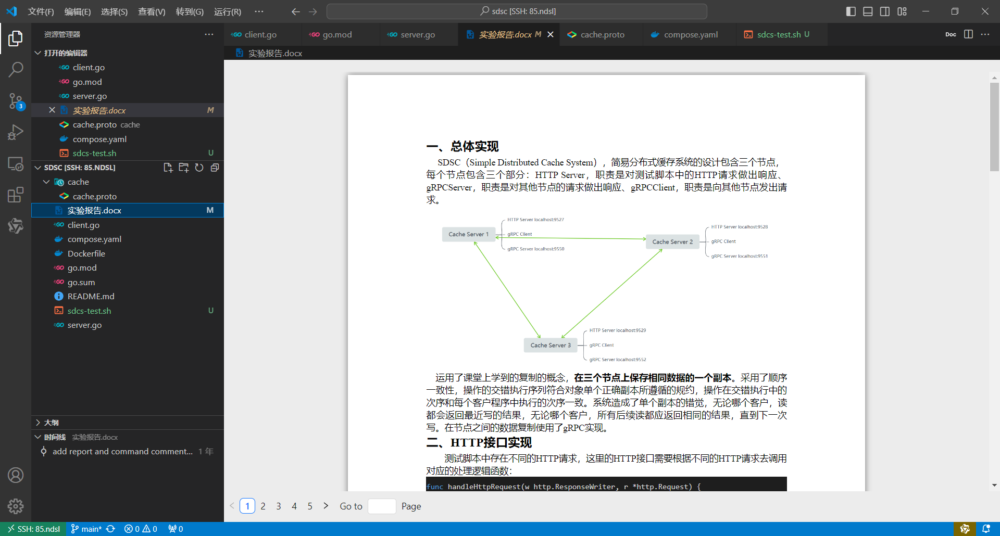 文件(F) 编辑(E) 选择(S) 查看(V) 转到(G) 运行(R) ··· sdsc [SSH: 85.ndsl]
资源管理器
打开的编辑器
client.go
go.mod
server.go
实验报告.docx M
cache.proto cache
compose.yaml
sdcs-test.sh U
SDSC [SSH: 85.NDSL]
cache
cache.proto
实验报告.docx M
client.go
compose.yaml
Dockerfile
go.mod
go.sum
README.md
sdcs-test.sh U
server.go
大纲
时间线 实验报告.docx
add report and command comment... 1 年
3
client.go go.mod server.go 实验报告.docx M cache.proto compose.yaml sdcs-test.sh U Doc
实验报告.docx
一、总体实现
SDSC（Simple Distributed Cache System），简易分布式缓存系统的设计包含三个节点，
每个节点包含三个部分：HTTP Server，职责是对测试脚本中的HTTP请求做出响应、
gRPCServer，职责是对其他节点的请求做出响应、gRPCClient，职责是向其他节点发出请
求。
Cache Server 1
HTTP Server localhost:9527
gRPC Client
gRPC Server localhost:9550
Cache Server 2
HTTP Server localhost:9528
gRPC Client
gRPC Server localhost:9551
Cache Server 3
HTTP Server localhost:9529
gRPC Client
gRPC Server localhost:9552
运用了课堂上学到的复制的概念，在三个节点上保存相同数据的一个副本。采用了顺序
一致性，操作的交错执行序列符合对象单个正确副本所遵循的规约，操作在交错执行中的
次序和每个客户程序中执行的次序一致。系统造成了单个副本的错觉，无论哪个客户，读
都会返回最近写的结果，无论哪个客户，所有后续读都应返回相同的结果，直到下一次
写。在节点之间的数据复制使用了gRPC实现。
二、HTTP接口实现
测试脚本中存在不同的HTTP请求，这里的HTTP接口需要根据不同的HTTP请求去调用
对应的处理逻辑函数：
func handleHttpRequest(w http.ResponseWriter, r *http.Request) {
< 1 2 3 4 5 > Go to Page
SSH: 85.ndsl main* 0 0 0